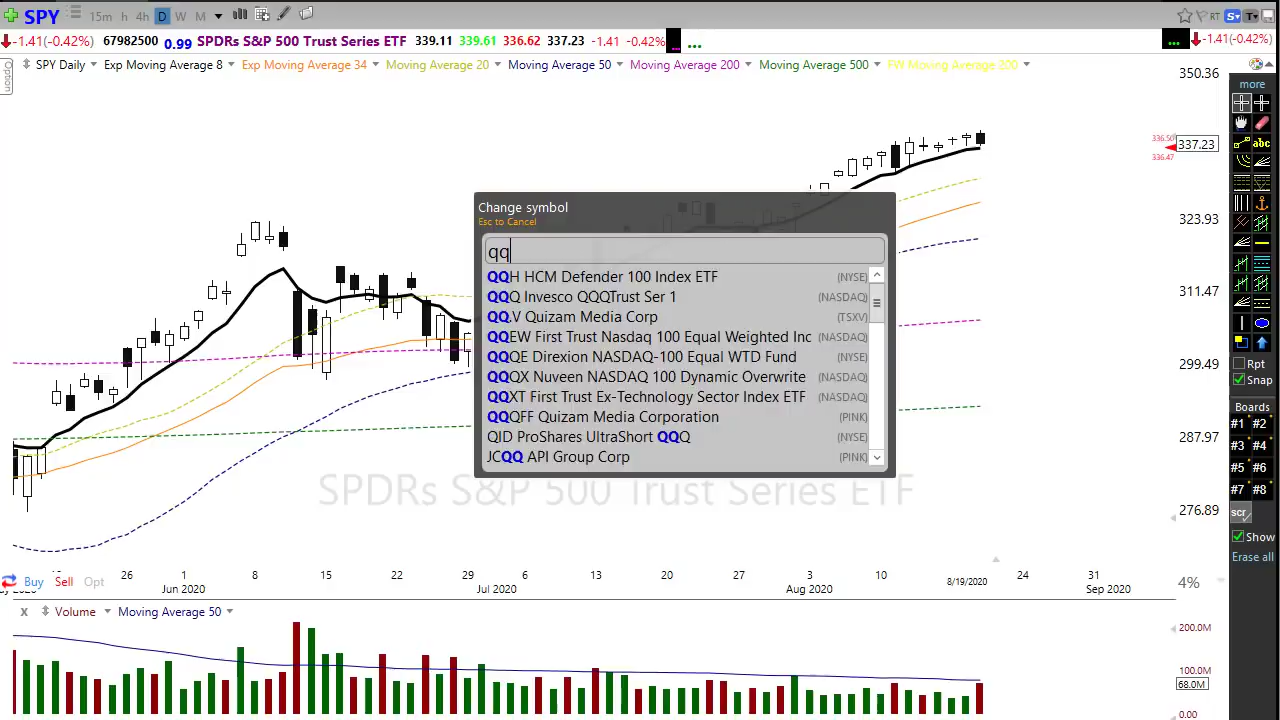 SPY 15m h 4h D W M RT S T
-1.41(-0.42%) 67982500 0.99 SPDRs S&P 500 Trust Series ETF 339.11 339.61 336.62 337.23 -1.41 -0.42% ... ... -1.41(-0.42%)
SPY Daily Exp Moving Average 8 Exp Moving Average 34 Moving Average 20 Moving Average 50 Moving Average 200 Moving Average 500 FW Moving Average 200
Option
350.36
more
336.50
337.23
336.47
abc
323.93
311.47
299.49
287.97
276.89
Change symbol
Esc to Cancel
qq
QQH HCM Defender 100 Index ETF (NYSE)
QQQ Invesco QQQTrust Ser 1 (NASDAQ)
QQ.V Quizam Media Corp (TSXV)
QQEW First Trust Nasdaq 100 Equal Weighted Inc (NASDAQ)
QQQE Direxion NASDAQ-100 Equal WTD Fund (NYSE)
QQQX Nuveen NASDAQ 100 Dynamic Overwrite (NASDAQ)
QQXT First Trust Ex-Technology Sector Index ETF (NASDAQ)
QQQFF Quizam Media Corporation (PINK)
QID ProShares UltraShort QQQ (NYSE)
JCQQ API Group Corp (PINK)
SPDRs S&P 500 Trust Series ETF
Rpt
Snap
Boards
#1 #2
#3 #4
#5 #6
#7 #8
scr
Show
Erase all
Buy Sell Opt
26 8 15 22 29 6 13 20 27 3 10 8/19/2020 24 31
2020 Jun 2020 Jul 2020 Aug 2020 Sep 2020
4%
x Volume Moving Average 50
200.0M
100.0M
68.0M
0.00